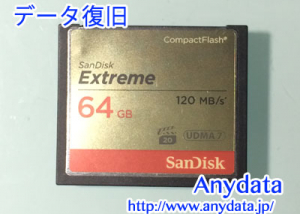 データ復旧
CompactFlash®
SanDisk
Extreme
64 GB
120 MB/s
UDMA 7
SanDisk
Anydata
http://www.anydata.jp/